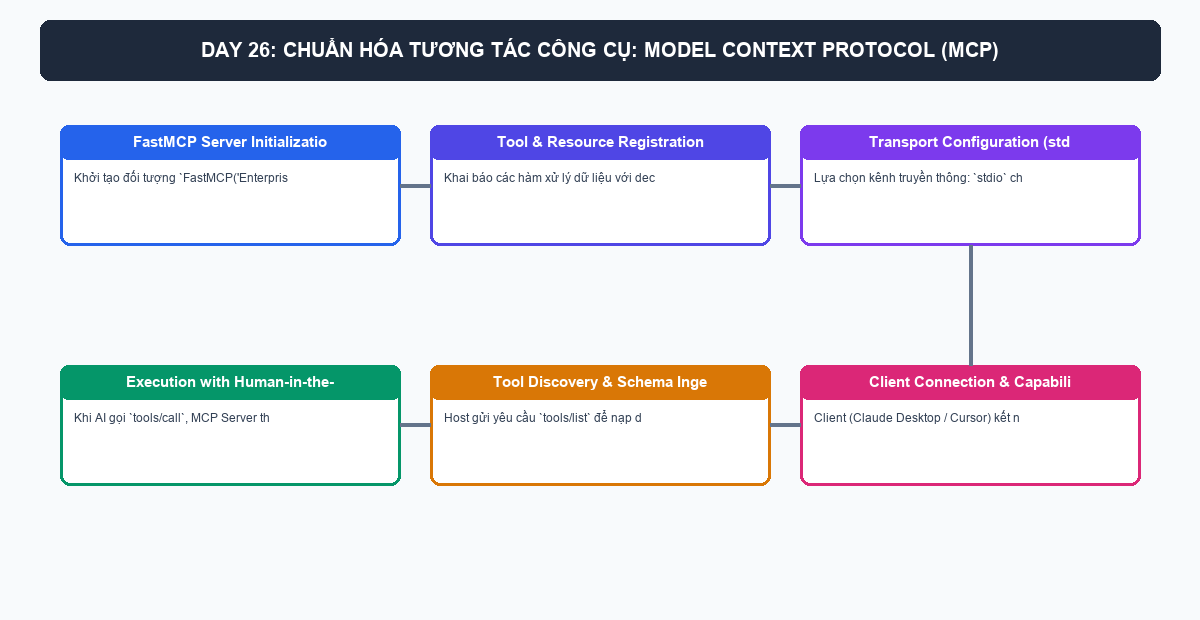 DAY 26: CHUẨN HÓA TƯƠNG TÁC CÔNG CỤ: MODEL CONTEXT PROTOCOL (MCP)
FastMCP Server Initializatio
Khởi tạo đối tượng `FastMCP('Enterpris
Tool & Resource Registration
Khai báo các hàm xử lý dữ liệu với dec
Transport Configuration (std
Lựa chọn kênh truyền thông: `stdio` ch
Execution with Human-in-the-
Khi AI gọi `tools/call`, MCP Server th
Tool Discovery & Schema Inge
Host gửi yêu cầu `tools/list` để nạp d
Client Connection & Capabili
Client (Claude Desktop / Cursor) kết n